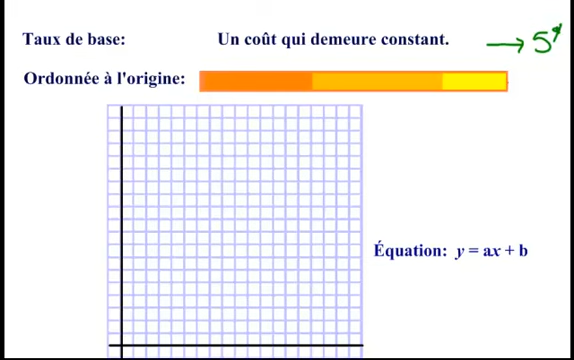 Taux de base: Un coût qui demeure constant. → 5$
Ordonnée à l'origine:
Équation: y = ax + b